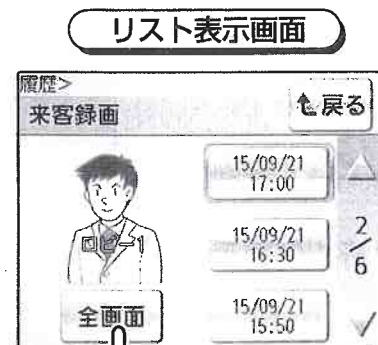 リスト表示画面
履歴>
来客録画
戻る
ロビー1
全画面
15/09/21
17:00
15/09/21
16:30
15/09/21
15:50
2/6